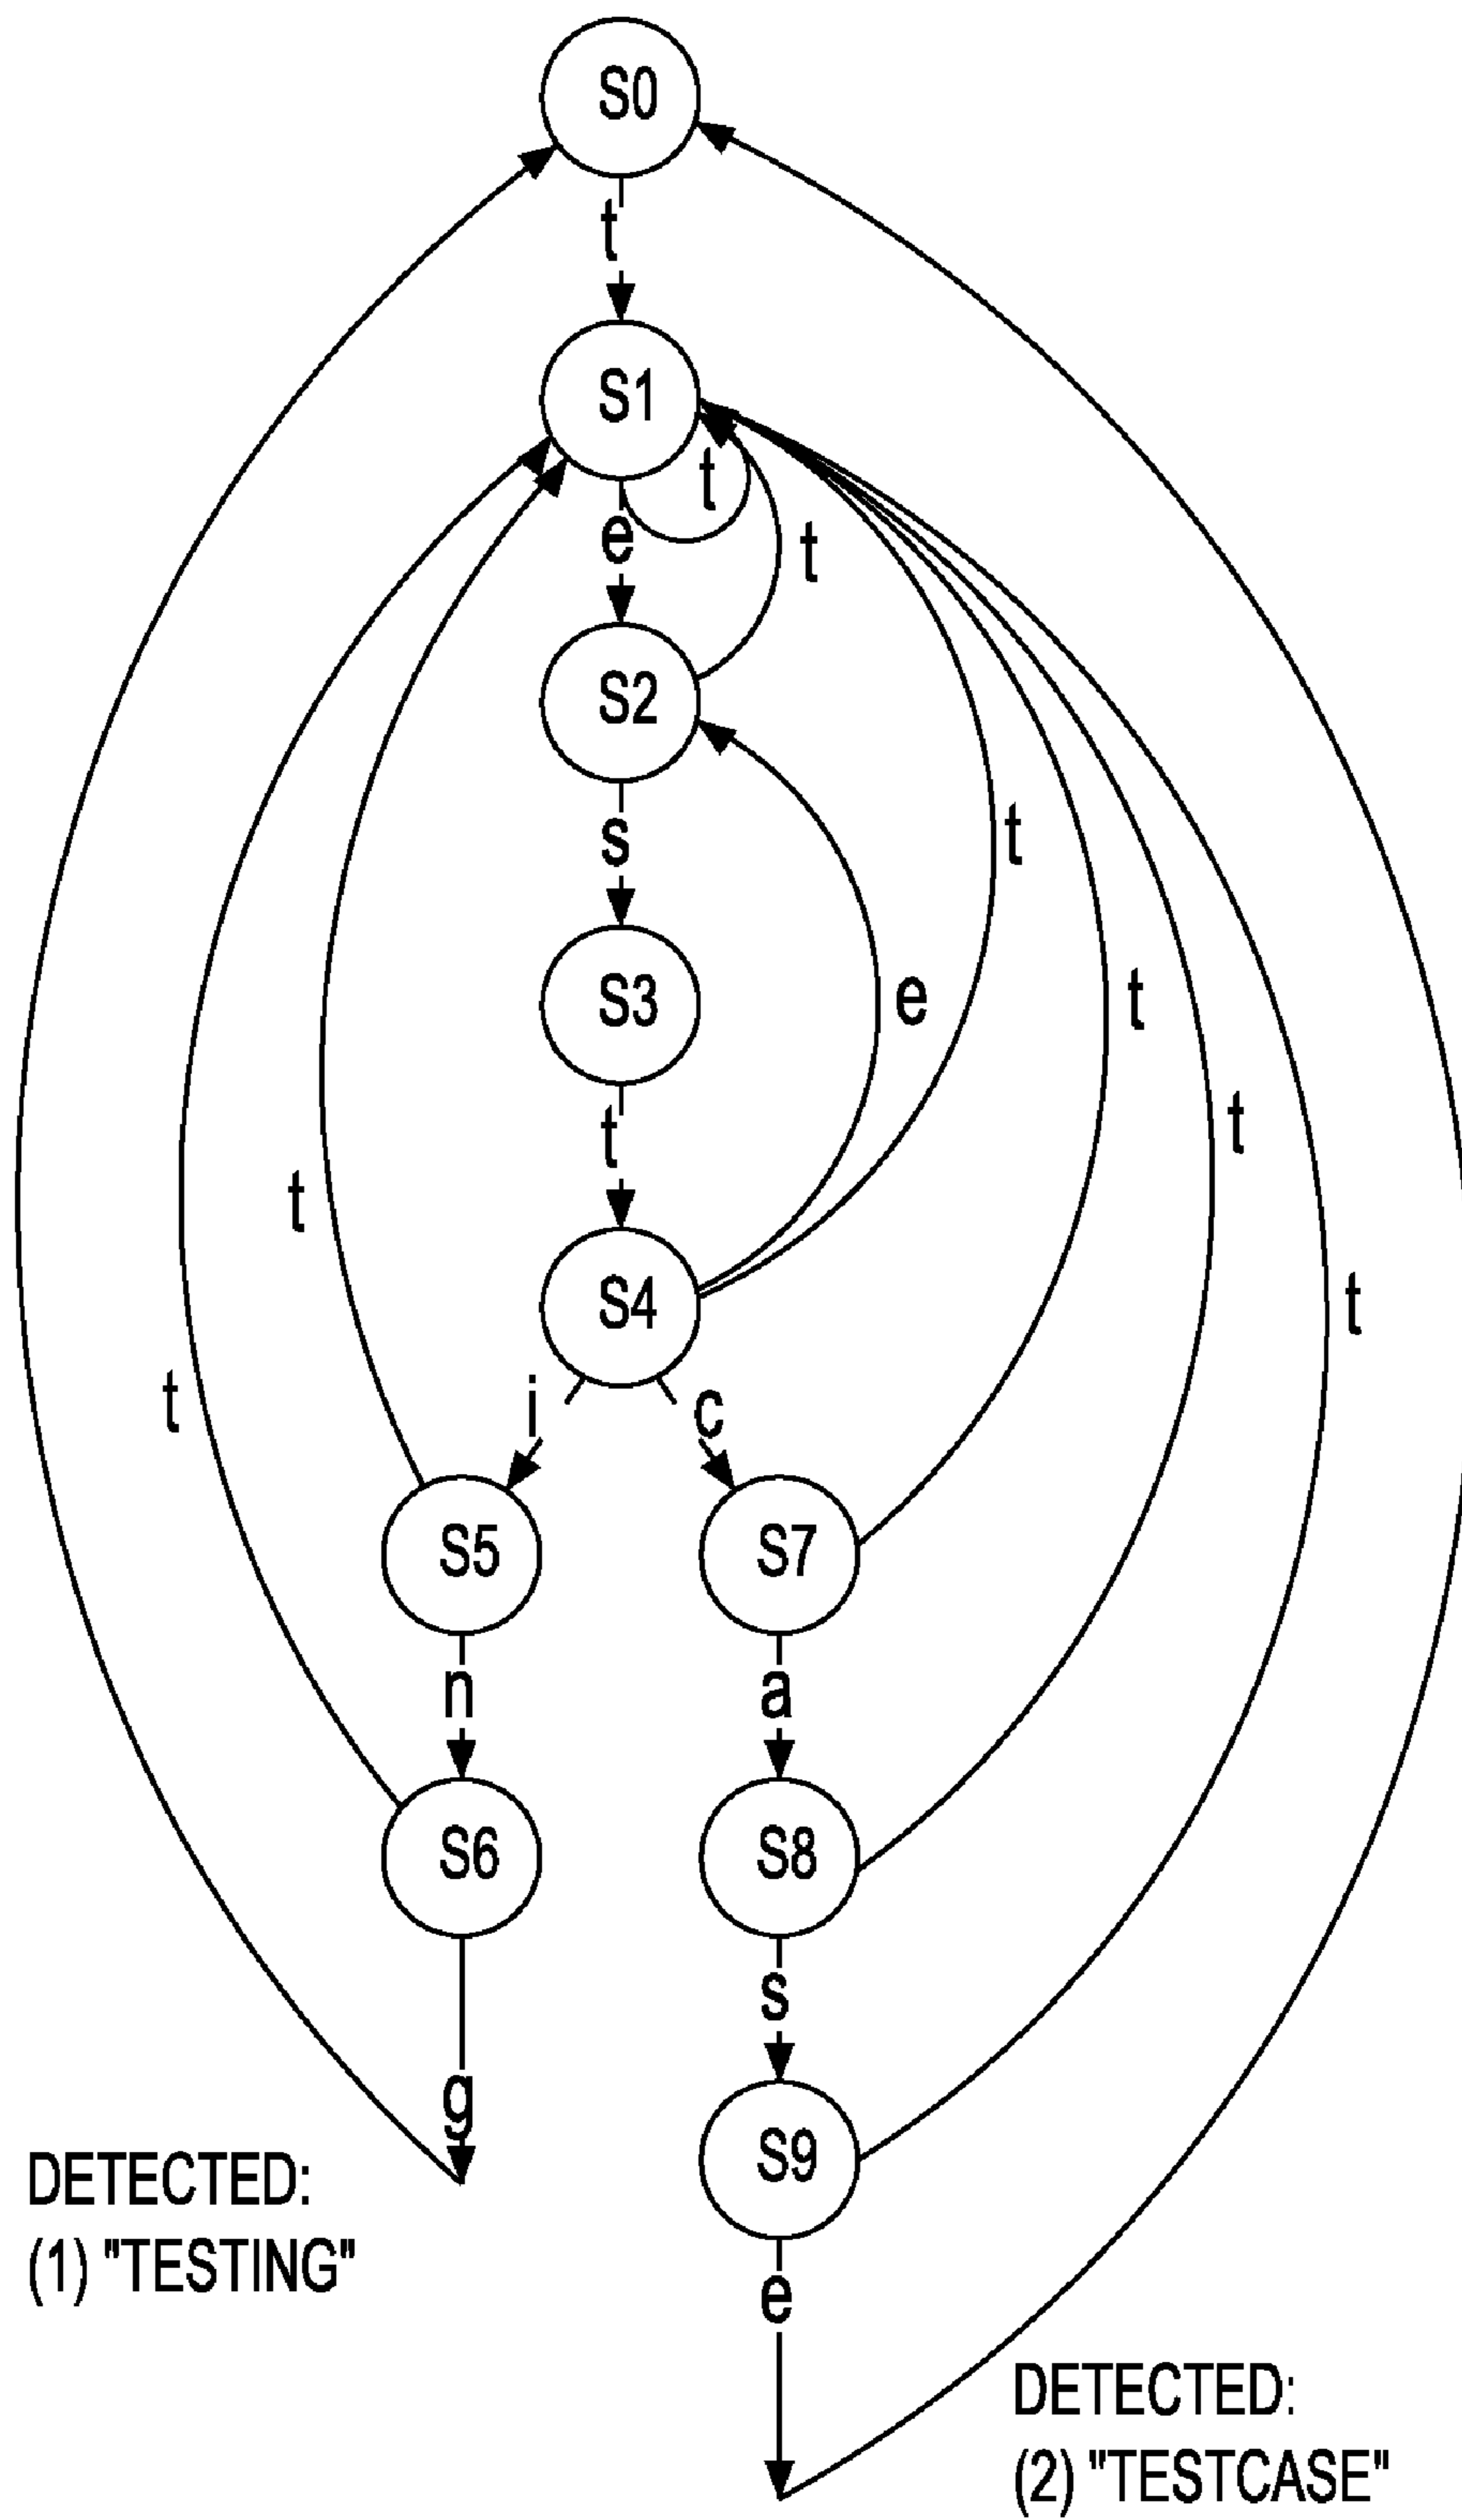 S0
t
S1
t
e
t
S2
s
t
S3
e
t
t
t
S4
t
t
i
c
t
S5
S7
n
a
S6
S8
s
g
S9
DETECTED:
(1) "TESTING"
e
DETECTED:
(2) "TESTCASE"